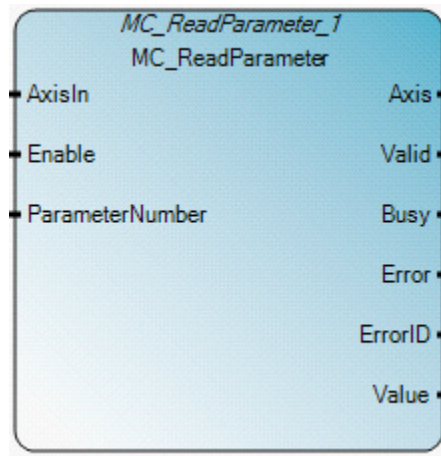 MC_ReadParameter_1
MC_ReadParameter
AxisIn Axis
Enable Valid
ParameterNumber Busy
Error
ErrorID
Value